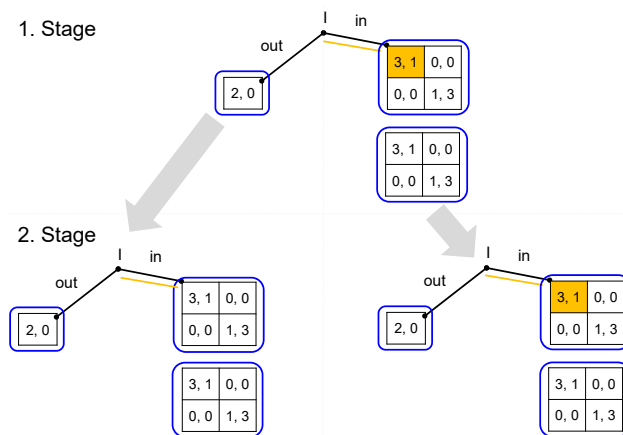 1. Stage
I
in
out
3, 1 0, 0
2, 0
0, 0 1, 3
3, 1 0, 0
0, 0 1, 3
2. Stage
I
in
out
3, 1 0, 0
2, 0
0, 0 1, 3
3, 1 0, 0
0, 0 1, 3
I
in
out
3, 1 0, 0
2, 0
0, 0 1, 3
3, 1 0, 0
0, 0 1, 3